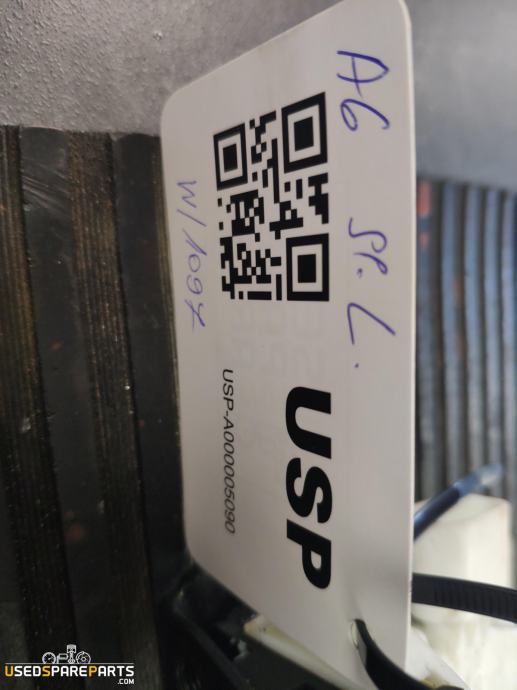 A6 SP. L.
W/1097
USP
USP-A000005090
USEDSPAREPARTS
.COM